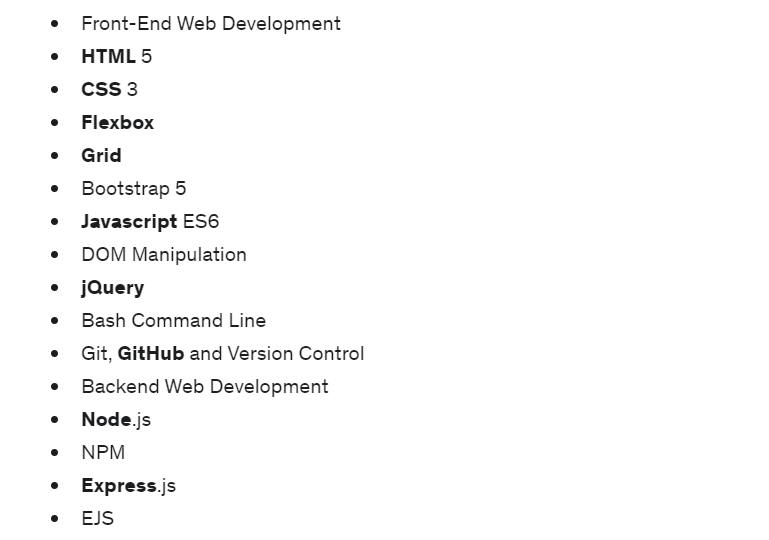 Front-End Web Development
HTML 5
CSS 3
Flexbox
Grid
Bootstrap 5
Javascript ES6
DOM Manipulation
jQuery
Bash Command Line
Git, GitHub and Version Control
Backend Web Development
Node.js
NPM
Express.js
EJS